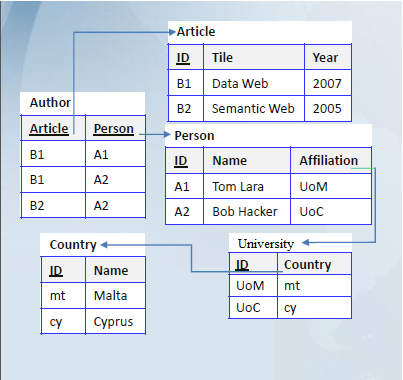 Article
ID Tile Year
B1 Data Web 2007
B2 Semantic Web 2005
Author
Article Person
B1 A1
B1 A2
B2 A2
Person
ID Name Affiliation
A1 Tom Lara UoM
A2 Bob Hacker UoC
Country
ID Name
mt Malta
cy Cyprus
University
ID Country
UoM mt
UoC cy